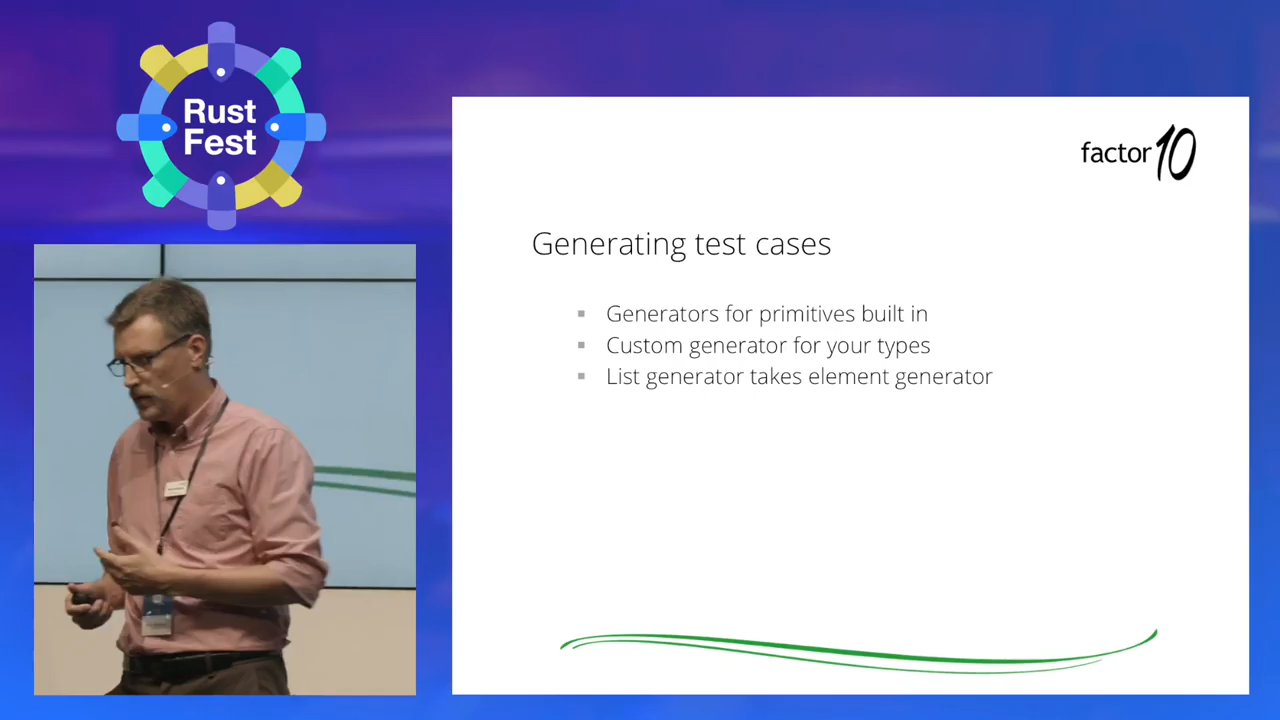 Rust
Fest
factor10
Generating test cases
Generators for primitives built in
Custom generator for your types
List generator takes element generator